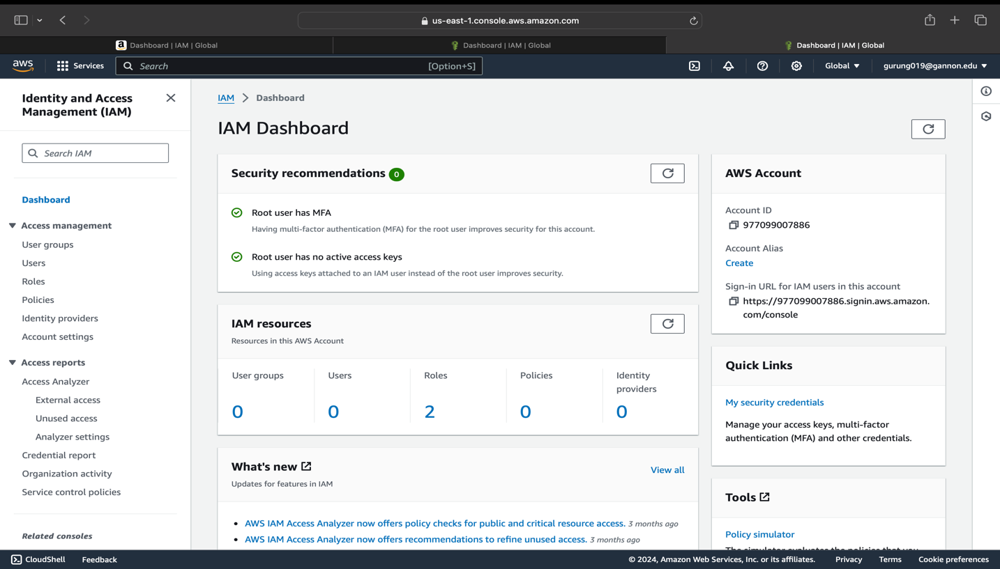 us-east-1.console.aws.amazon.com
Dashboard | IAM | Global
Dashboard | IAM | Global
Dashboard | IAM | Global
aws
Services
Search
[Option+S]
Global
gurung019@gannon.edu
Identity and Access
Management (IAM)
Search IAM
Dashboard
Access management
User groups
Users
Roles
Policies
Identity providers
Account settings
Access reports
Access Analyzer
External access
Unused access
Analyzer settings
Credential report
Organization activity
Service control policies
Related consoles
IAM
Dashboard
IAM Dashboard
Security recommendations 0
Root user has MFA
Having multi-factor authentication (MFA) for the root user improves security for this account.
Root user has no active access keys
Using access keys attached to an IAM user instead of the root user improves security.
IAM resources
Resources in this AWS Account
User groups
0
Users
0
Roles
2
Policies
0
Identity
providers
0
What's new
View all
Updates for features in IAM
AWS IAM Access Analyzer now offers policy checks for public and critical resource access. 3 months ago
AWS IAM Access Analyzer now offers recommendations to refine unused access. 3 months ago
AWS Account
Account ID
977099007886
Account Alias
Create
Sign-in URL for IAM users in this account
https://977099007886.signin.aws.amazon.
com/console
Quick Links
My security credentials
Manage your access keys, multi-factor
authentication (MFA) and other credentials.
Tools
Policy simulator
The simulator evaluates the policies that you
CloudShell
Feedback
© 2024, Amazon Web Services, Inc. or its affiliates.
Privacy
Terms
Cookie preferences